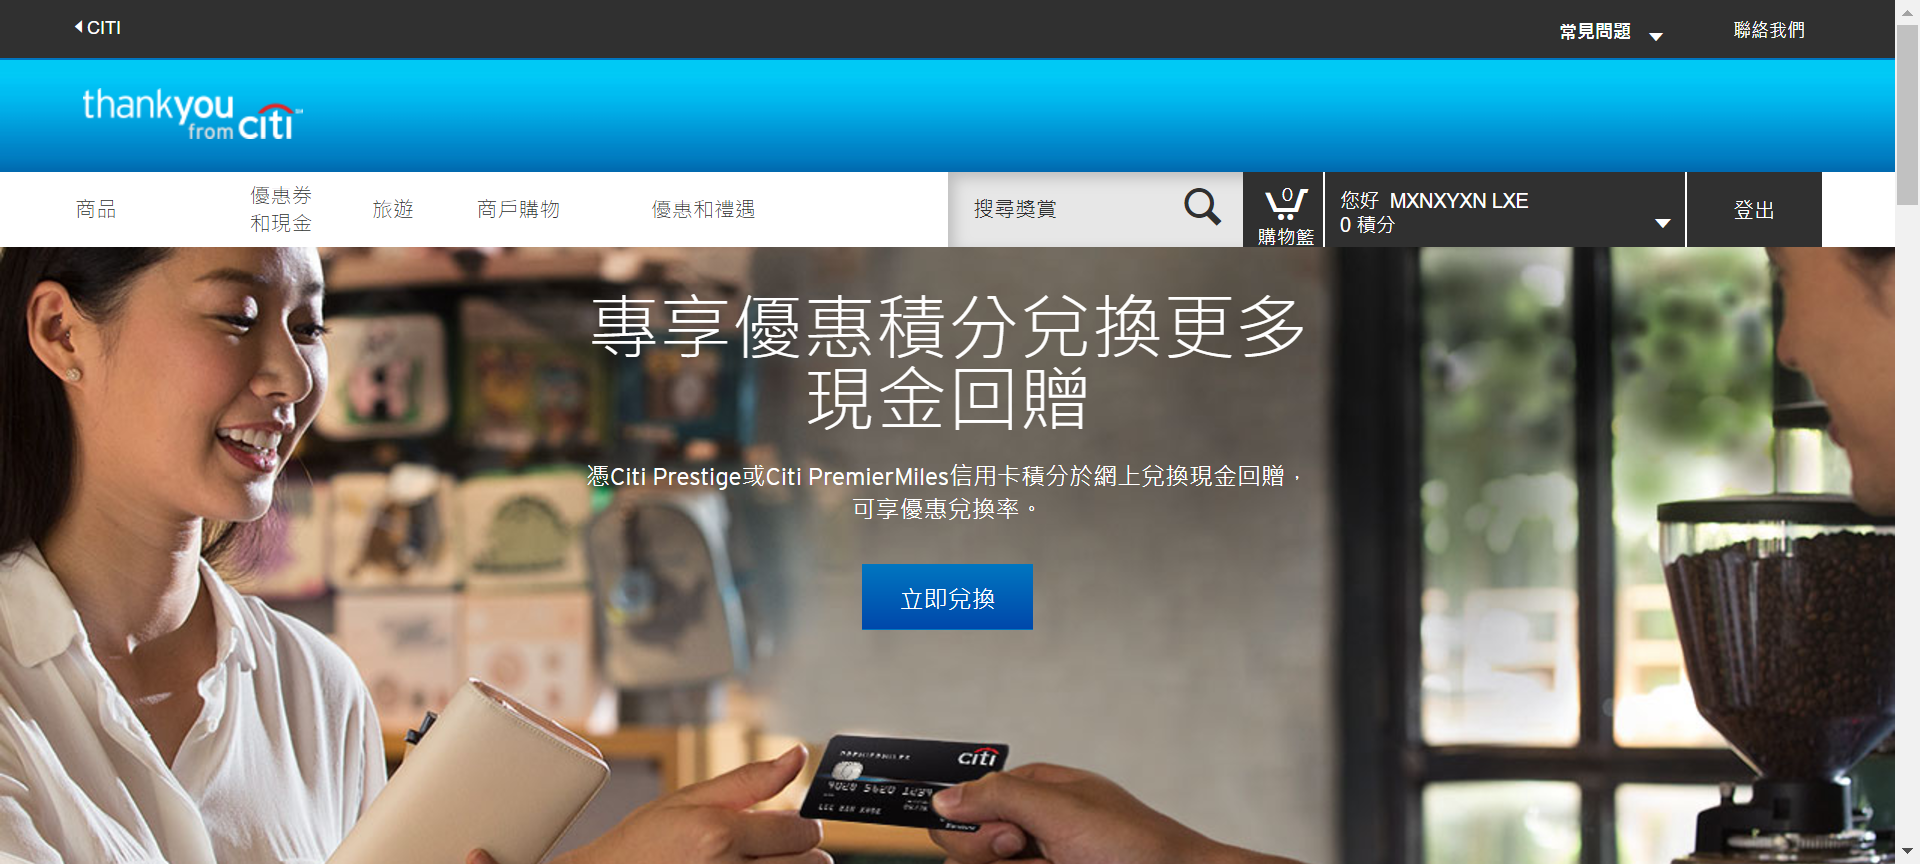 CITI
常見問題
聯絡我們
thankyou
from citi
商品
優惠券
和現金
旅遊
商戶購物
優惠和禮遇
搜尋獎賞
0
購物籃
您好 MXNXYXN LXE
0 積分
登出
專享優惠積分兌換更多
現金回贈
憑Citi Prestige或Citi PremierMiles信用卡積分於網上兌換現金回贈，
可享優惠兌換率。
立即兌換
citi